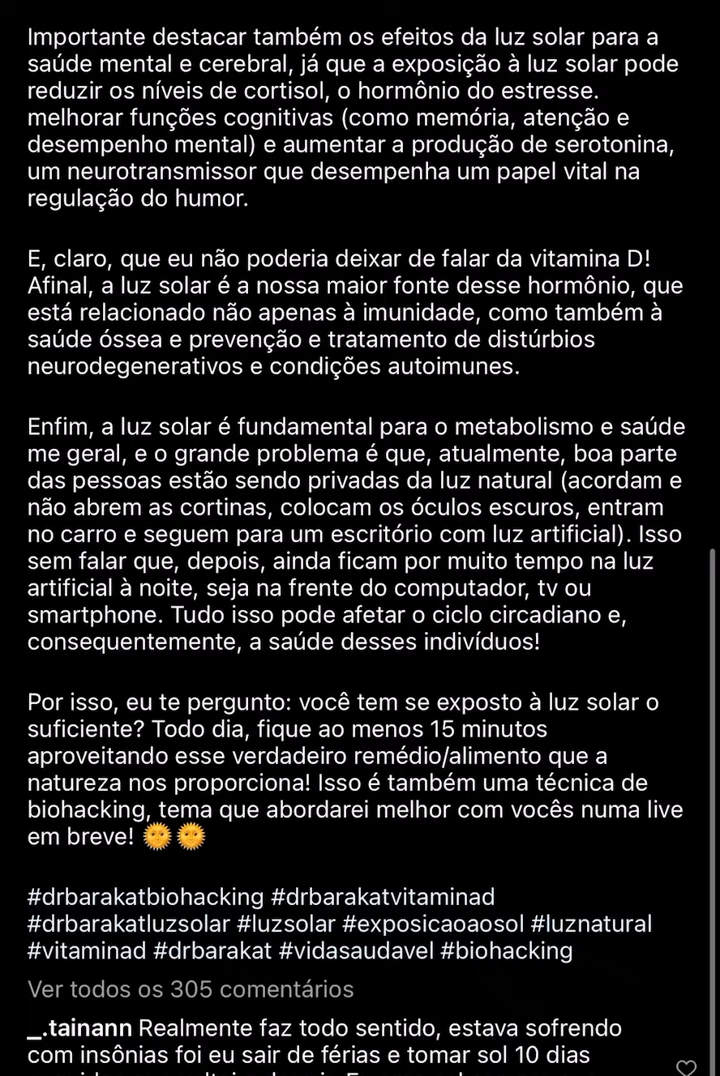 Importante destacar também os efeitos da luz solar para a
saúde mental e cerebral, já que a exposição à luz solar pode
reduzir os níveis de cortisol, o hormônio do estresse.
melhorar funções cognitivas (como memória, atenção e
desempenho mental) e aumentar a produção de serotonina,
um neurotransmissor que desempenha um papel vital na
regulação do humor.
E, claro, que eu não poderia deixar de falar da vitamina D!
Afinal, a luz solar é a nossa maior fonte desse hormônio, que
está relacionado não apenas à imunidade, como também à
saúde óssea e prevenção e tratamento de distúrbios
neurodegenerativos e condições autoimunes.
Enfim, a luz solar é fundamental para o metabolismo e saúde
me geral, e o grande problema é que, atualmente, boa parte
das pessoas estão sendo privadas da luz natural (acordam e
não abrem as cortinas, colocam os óculos escuros, entram
no carro e seguem para um escritório com luz artificial). Isso
sem falar que, depois, ainda ficam por muito tempo na luz
artificial à noite, seja na frente do computador, tv ou
smartphone. Tudo isso pode afetar o ciclo circadiano e,
consequentemente, a saúde desses indivíduos!
Por isso, eu te pergunto: você tem se exposto à luz solar o
suficiente? Todo dia, fique ao menos 15 minutos
aproveitando esse verdadeiro remédio/alimento que a
natureza nos proporciona! Isso é também uma técnica de
biohacking, tema que abordarei melhor com vocês numa live
em breve! 🌞🌞
#drbarakatbiohacking #drbarakatvitaminad
#drbarakatluzsolar #luzsolar #exposicaoaosol #luznatural
#vitaminad #drbarakat #vidasaudavel #biohacking
Ver todos os 305 comentários
_.tainann Realmente faz todo sentido, estava sofrendo
com insônias foi eu sair de férias e tomar sol 10 dias